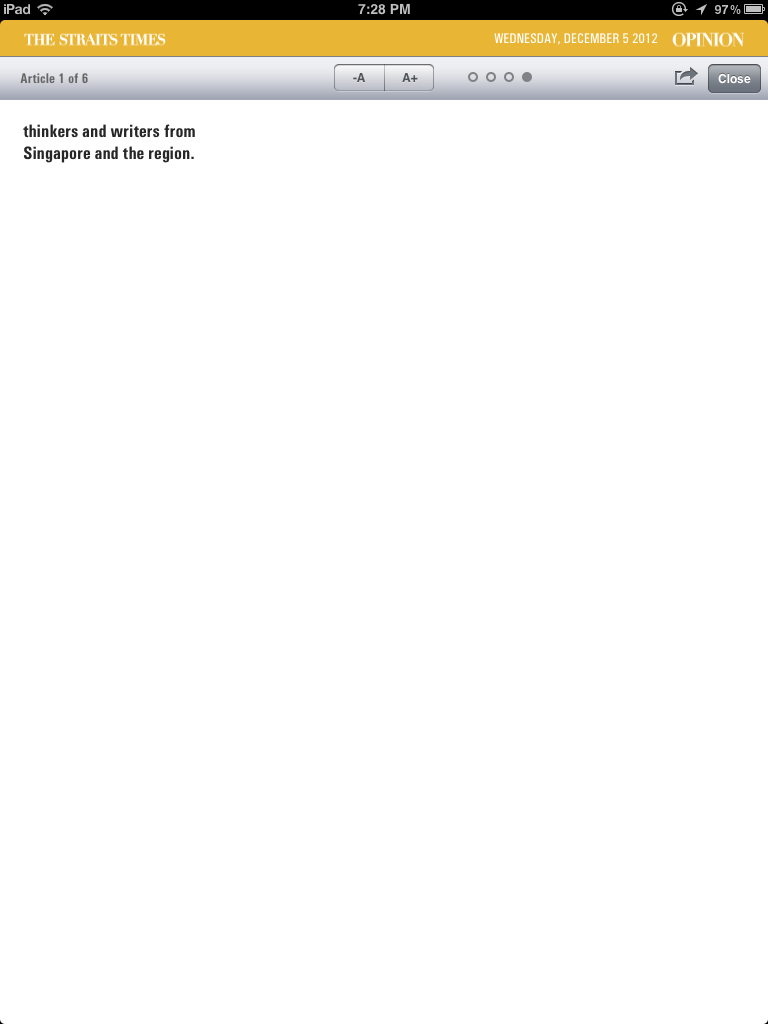 iPad 7:28 PM 97%
THE STRAITS TIMES WEDNESDAY, DECEMBER 5 2012 OPINION
Article 1 of 6 -A A+ Close
thinkers and writers from
Singapore and the region.